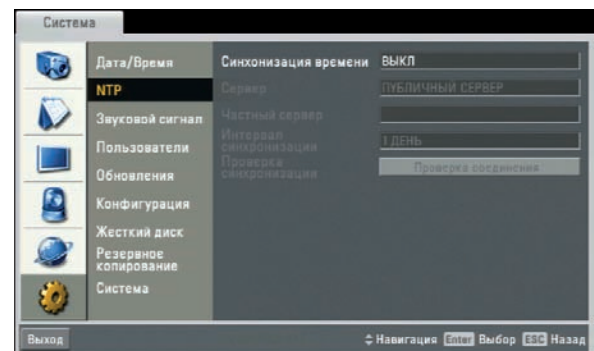 Система
Дата/Время
NTP
Звуковой сигнал
Пользователи
Обновления
Конфигурация
Жесткий диск
Резервное
копирование
Система
Синхонизация времени
ВЫКЛ
Сервер
ПУБЛИЧНЫЙ СЕРВЕР
Частный сервер
Интервал
синхронизации
1 ДЕНЬ
Проверка
синхронизации
Проверка соединения
Выход
Навигация Enter Выбор ESC Назад